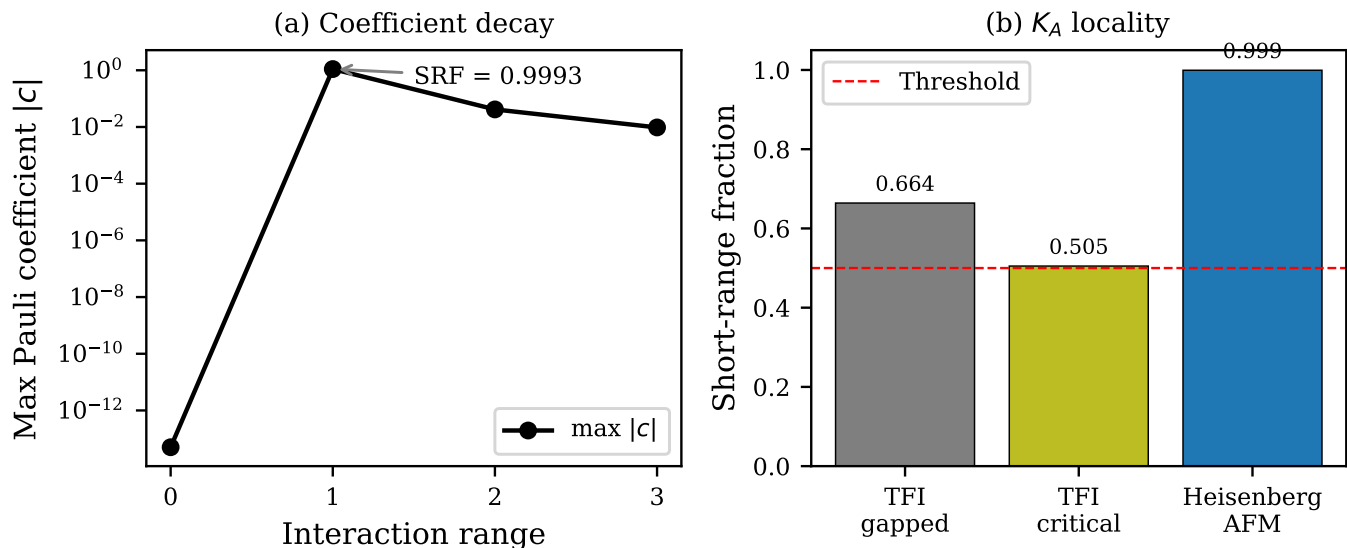 (a) Coefficient decay
Max Pauli coefficient |c|
10⁰
10⁻²
10⁻⁴
10⁻⁶
10⁻⁸
10⁻¹⁰
10⁻¹²
SRF = 0.9993
max |c|
0 1 2 3
Interaction range
(b) K_A locality
Short-range fraction
1.0
0.8
0.6
0.4
0.2
0.0
Threshold
0.664
0.505
0.999
TFI
gapped
TFI
critical
Heisenberg
AFM